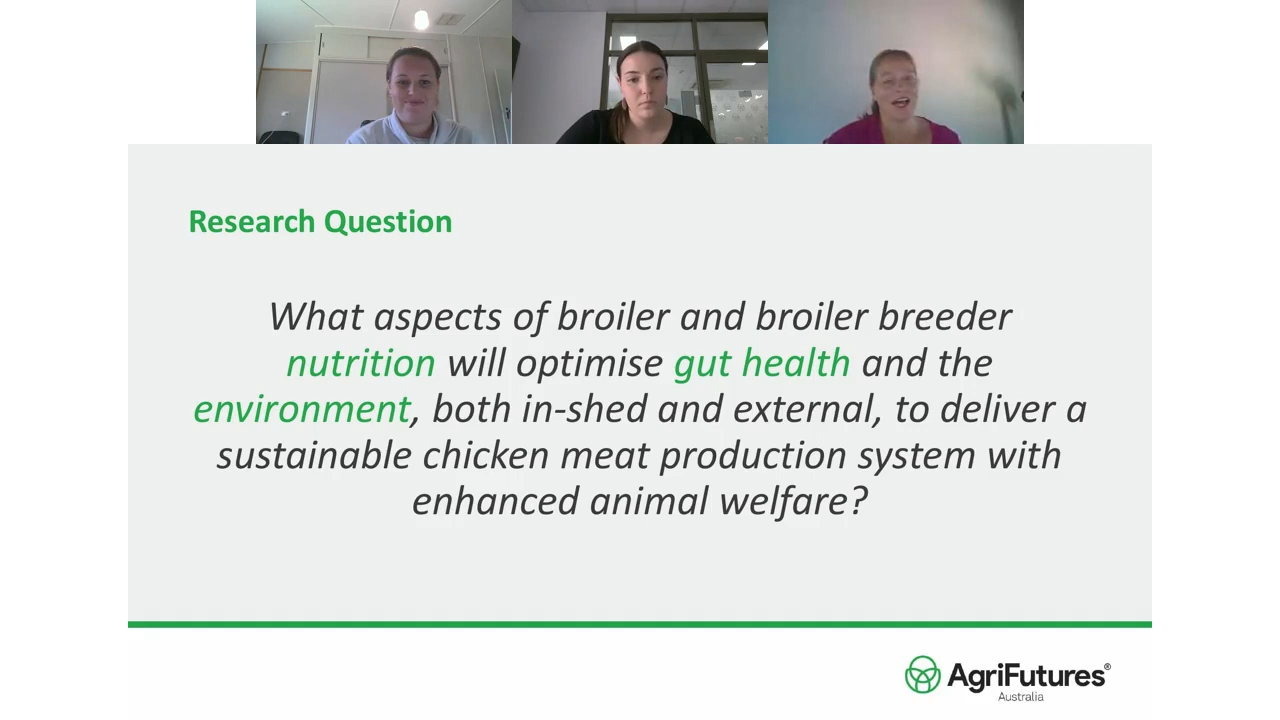 Research Question
What aspects of broiler and broiler breeder
nutrition will optimise gut health and the
environment, both in-shed and external, to deliver a
sustainable chicken meat production system with
enhanced animal welfare?
AgriFutures®
Australia